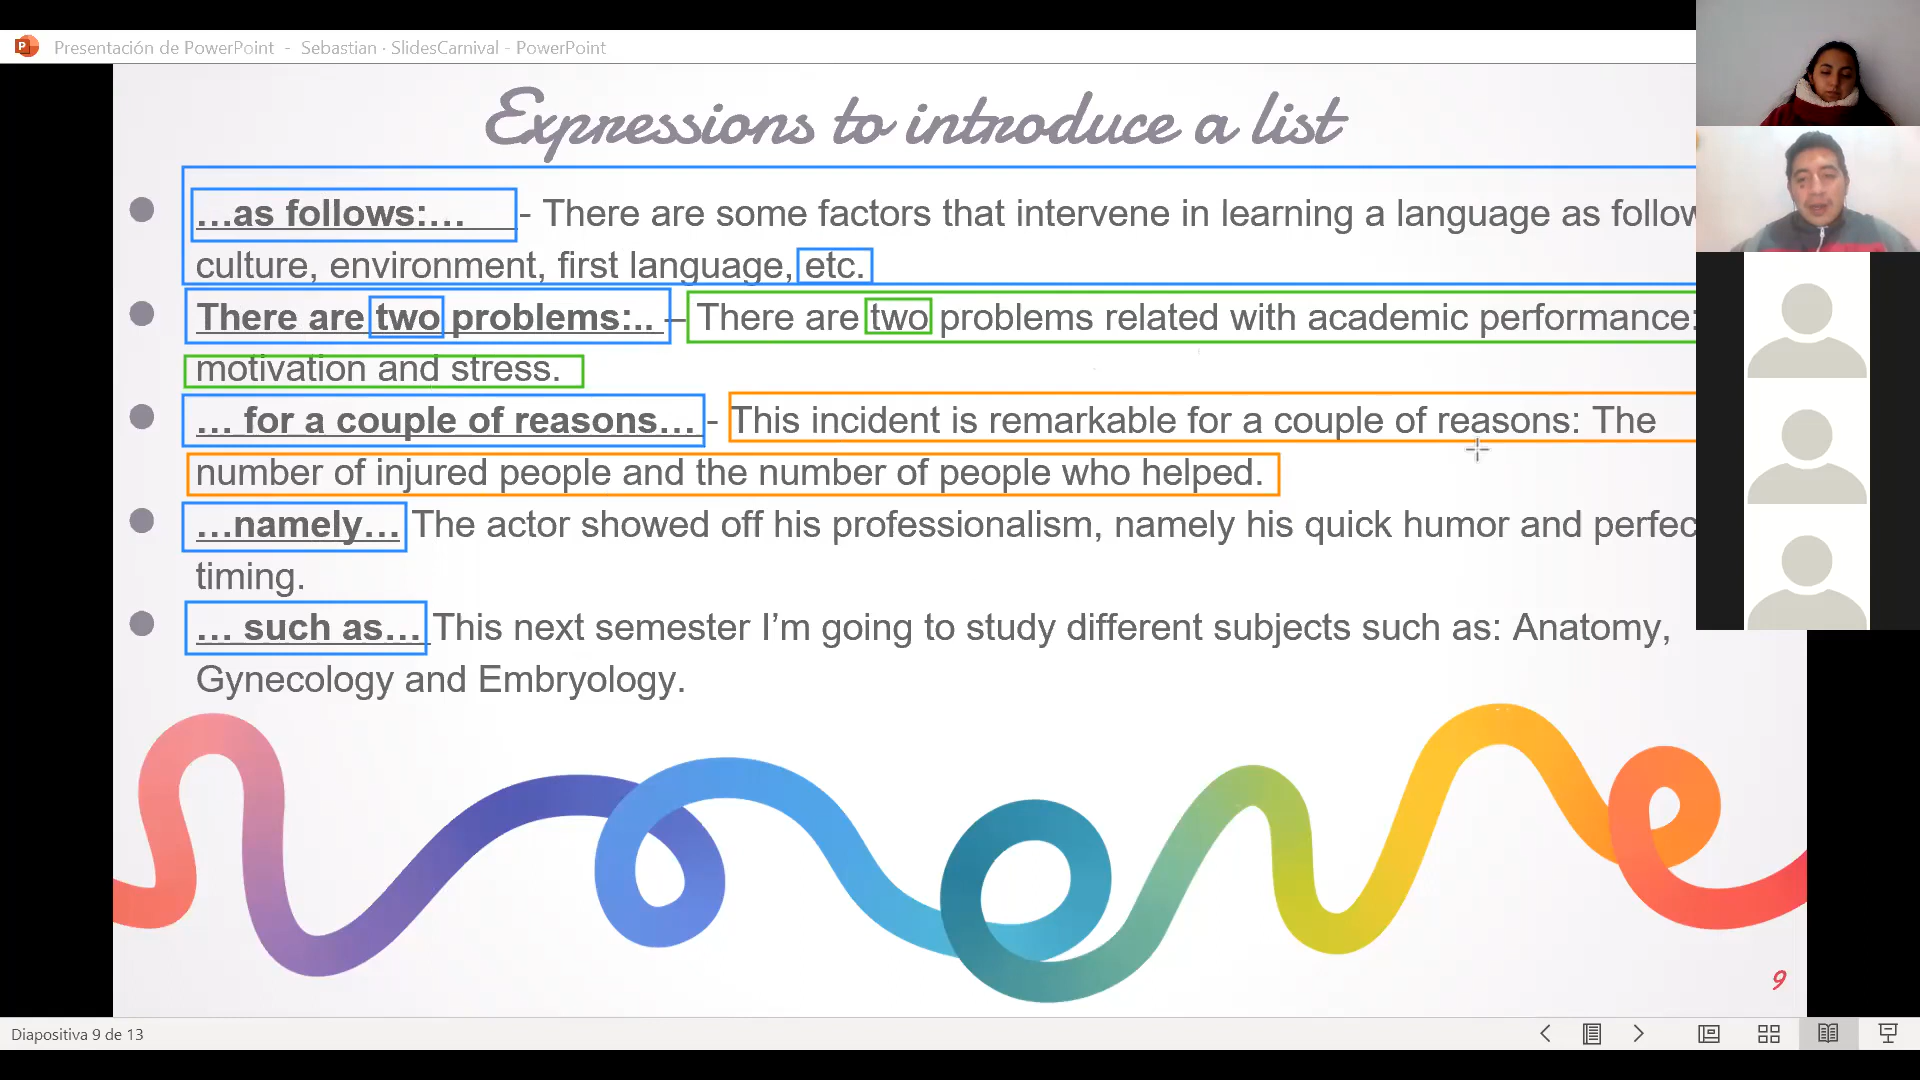 Presentación de PowerPoint - Sebastian · SlidesCarnival - PowerPoint
Expressions to introduce a list
…as follows:… - There are some factors that intervene in learning a language as
culture, environment, first language, etc.
There are two problems:.. – There are two problems related with academic performance:
motivation and stress.
… for a couple of reasons… - This incident is remarkable for a couple of reasons: The
number of injured people and the number of people who helped.
…namely… The actor showed off his professionalism, namely his quick humor and
timing.
… such as… This next semester I’m going to study different subjects such as: Anatomy,
Gynecology and Embryology.
9
Diapositiva 9 de 13